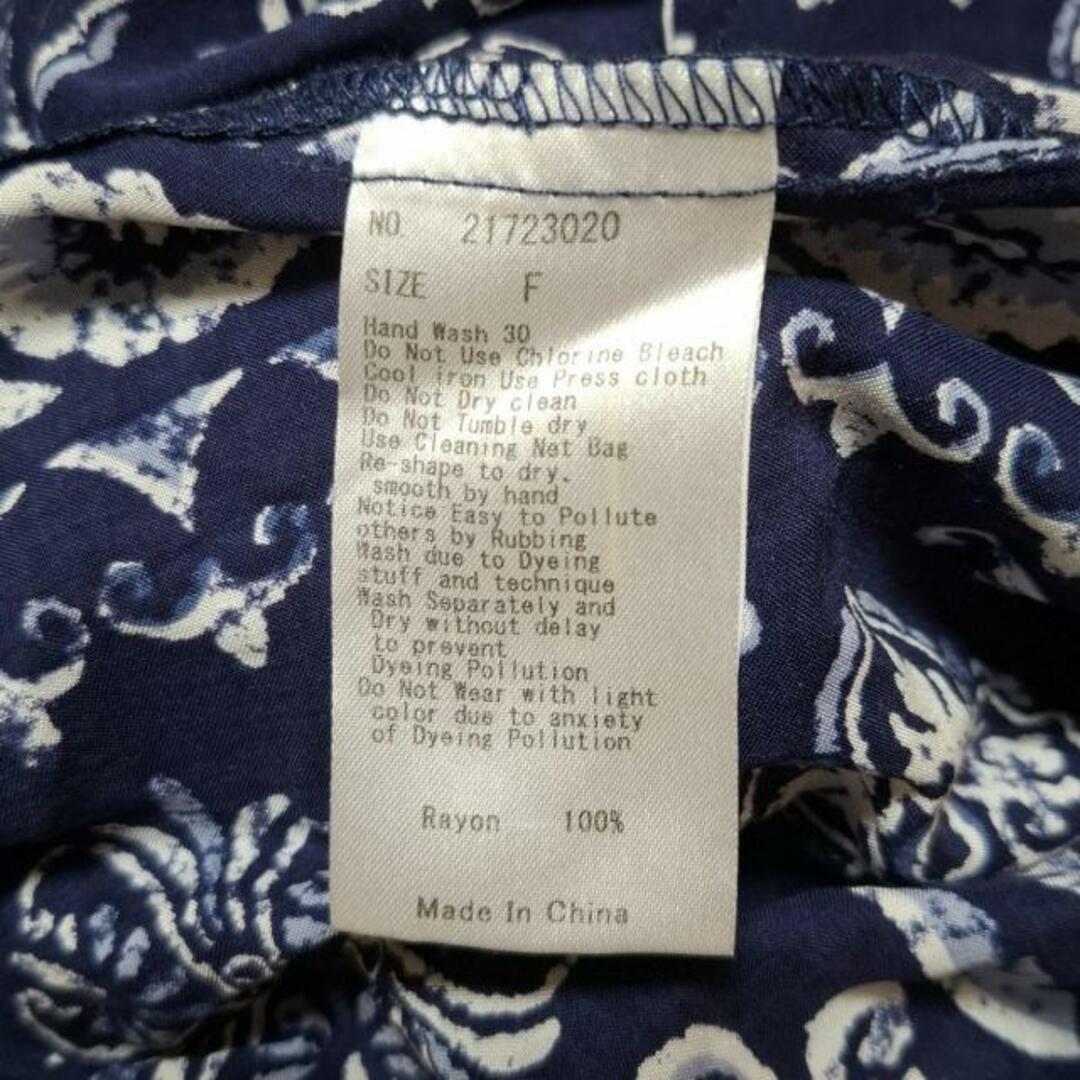 NO. 21723020
SIZE F
Hand Wash 30
Do Not Use Chlorine Bleach
Cool iron Use Press cloth
Do Not Dry clean
Do Not Tumble dry
Use Cleaning Net Bag
Re-shape to dry.
smooth by hand
Notice Easy to Pollute
others by Rubbing
Wash due to Dyeing
stuff and technique
Wash Separately and
Dry without delay
to prevent
Dyeing Pollution
Do Not Wear with light
color due to anxiety
of Dyeing Pollution
Rayon 100%
Made In China